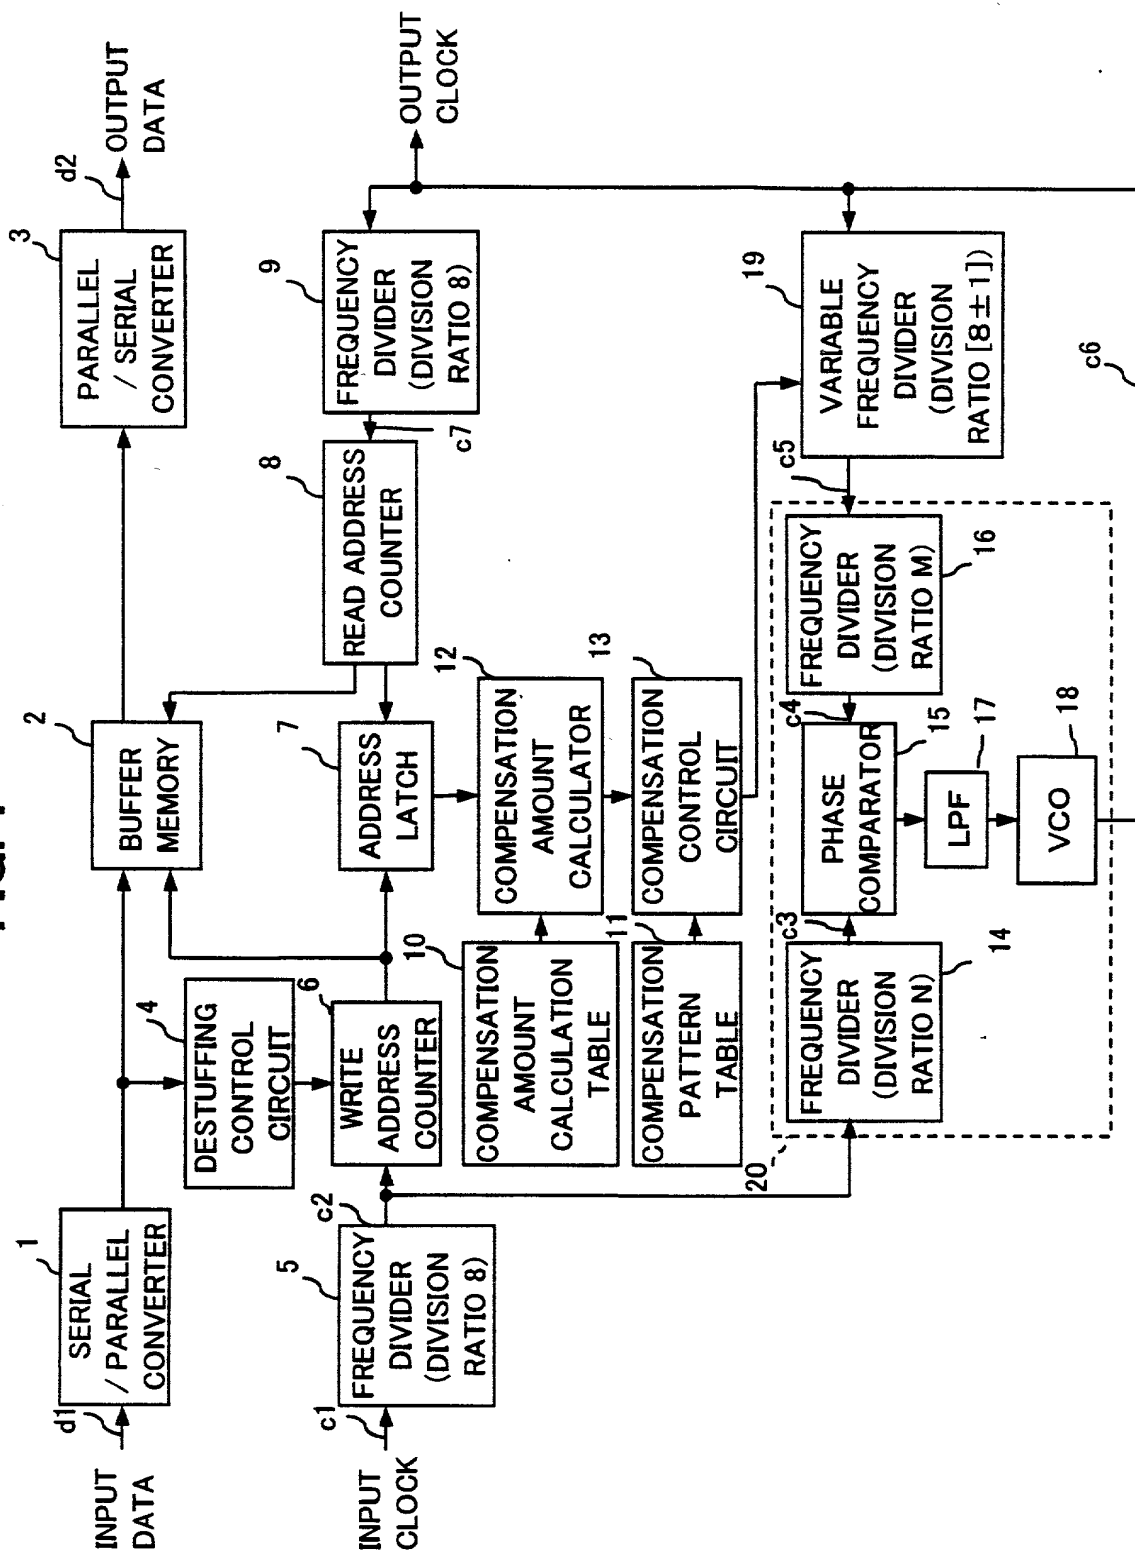 INPUT
DATA
d1
1
SERIAL
/ PARALLEL
CONVERTER
2
BUFFER
MEMORY
3
PARALLEL
/ SERIAL
CONVERTER
d2
OUTPUT
DATA
4
DESTUFFING
CONTROL
CIRCUIT
INPUT
CLOCK
c1
5
FREQUENCY
DIVIDER
(DIVISION
RATIO 8)
c2
6
WRITE
ADDRESS
COUNTER
7
ADDRESS
LATCH
8
READ ADDRESS
COUNTER
c7
9
FREQUENCY
DIVIDER
(DIVISION
RATIO 8)
OUTPUT
CLOCK
10
COMPENSATION
AMOUNT
CALCULATION
TABLE
12
COMPENSATION
AMOUNT
CALCULATOR
11
COMPENSATION
PATTERN
TABLE
13
COMPENSATION
CONTROL
CIRCUIT
20
FREQUENCY
DIVIDER
(DIVISION
RATIO N)
14
c3
PHASE
COMPARATOR
15
c4
FREQUENCY
DIVIDER
(DIVISION
RATIO M)
16
c5
19
VARIABLE
FREQUENCY
DIVIDER
(DIVISION
RATIO [8±1])
LPF
17
VCO
18
c6